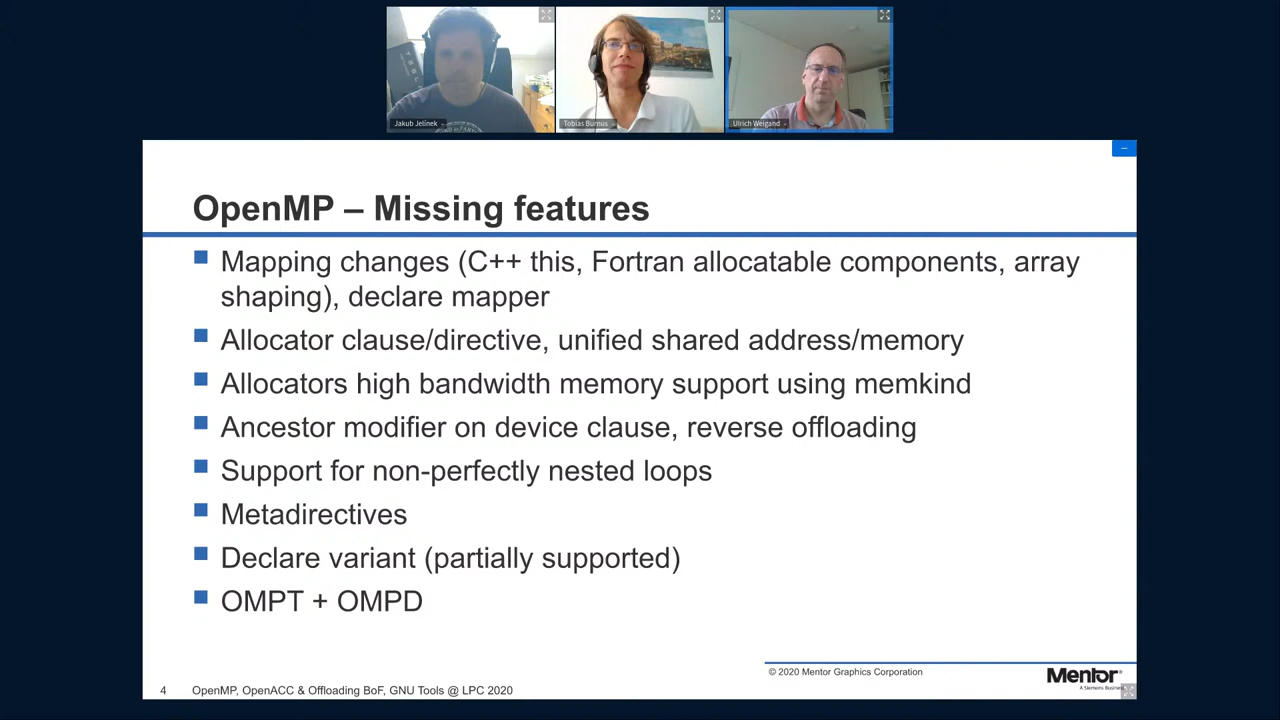 Jakub Jelínek
Tobias Burnus
Ulrich Weigand
OpenMP – Missing features
Mapping changes (C++ this, Fortran allocatable components, array
shaping), declare mapper
Allocator clause/directive, unified shared address/memory
Allocators high bandwidth memory support using memkind
Ancestor modifier on device clause, reverse offloading
Support for non-perfectly nested loops
Metadirectives
Declare variant (partially supported)
OMPT + OMPD
© 2020 Mentor Graphics Corporation
Mentor
A Siemens Business
4 OpenMP, OpenACC & Offloading BoF, GNU Tools @ LPC 2020